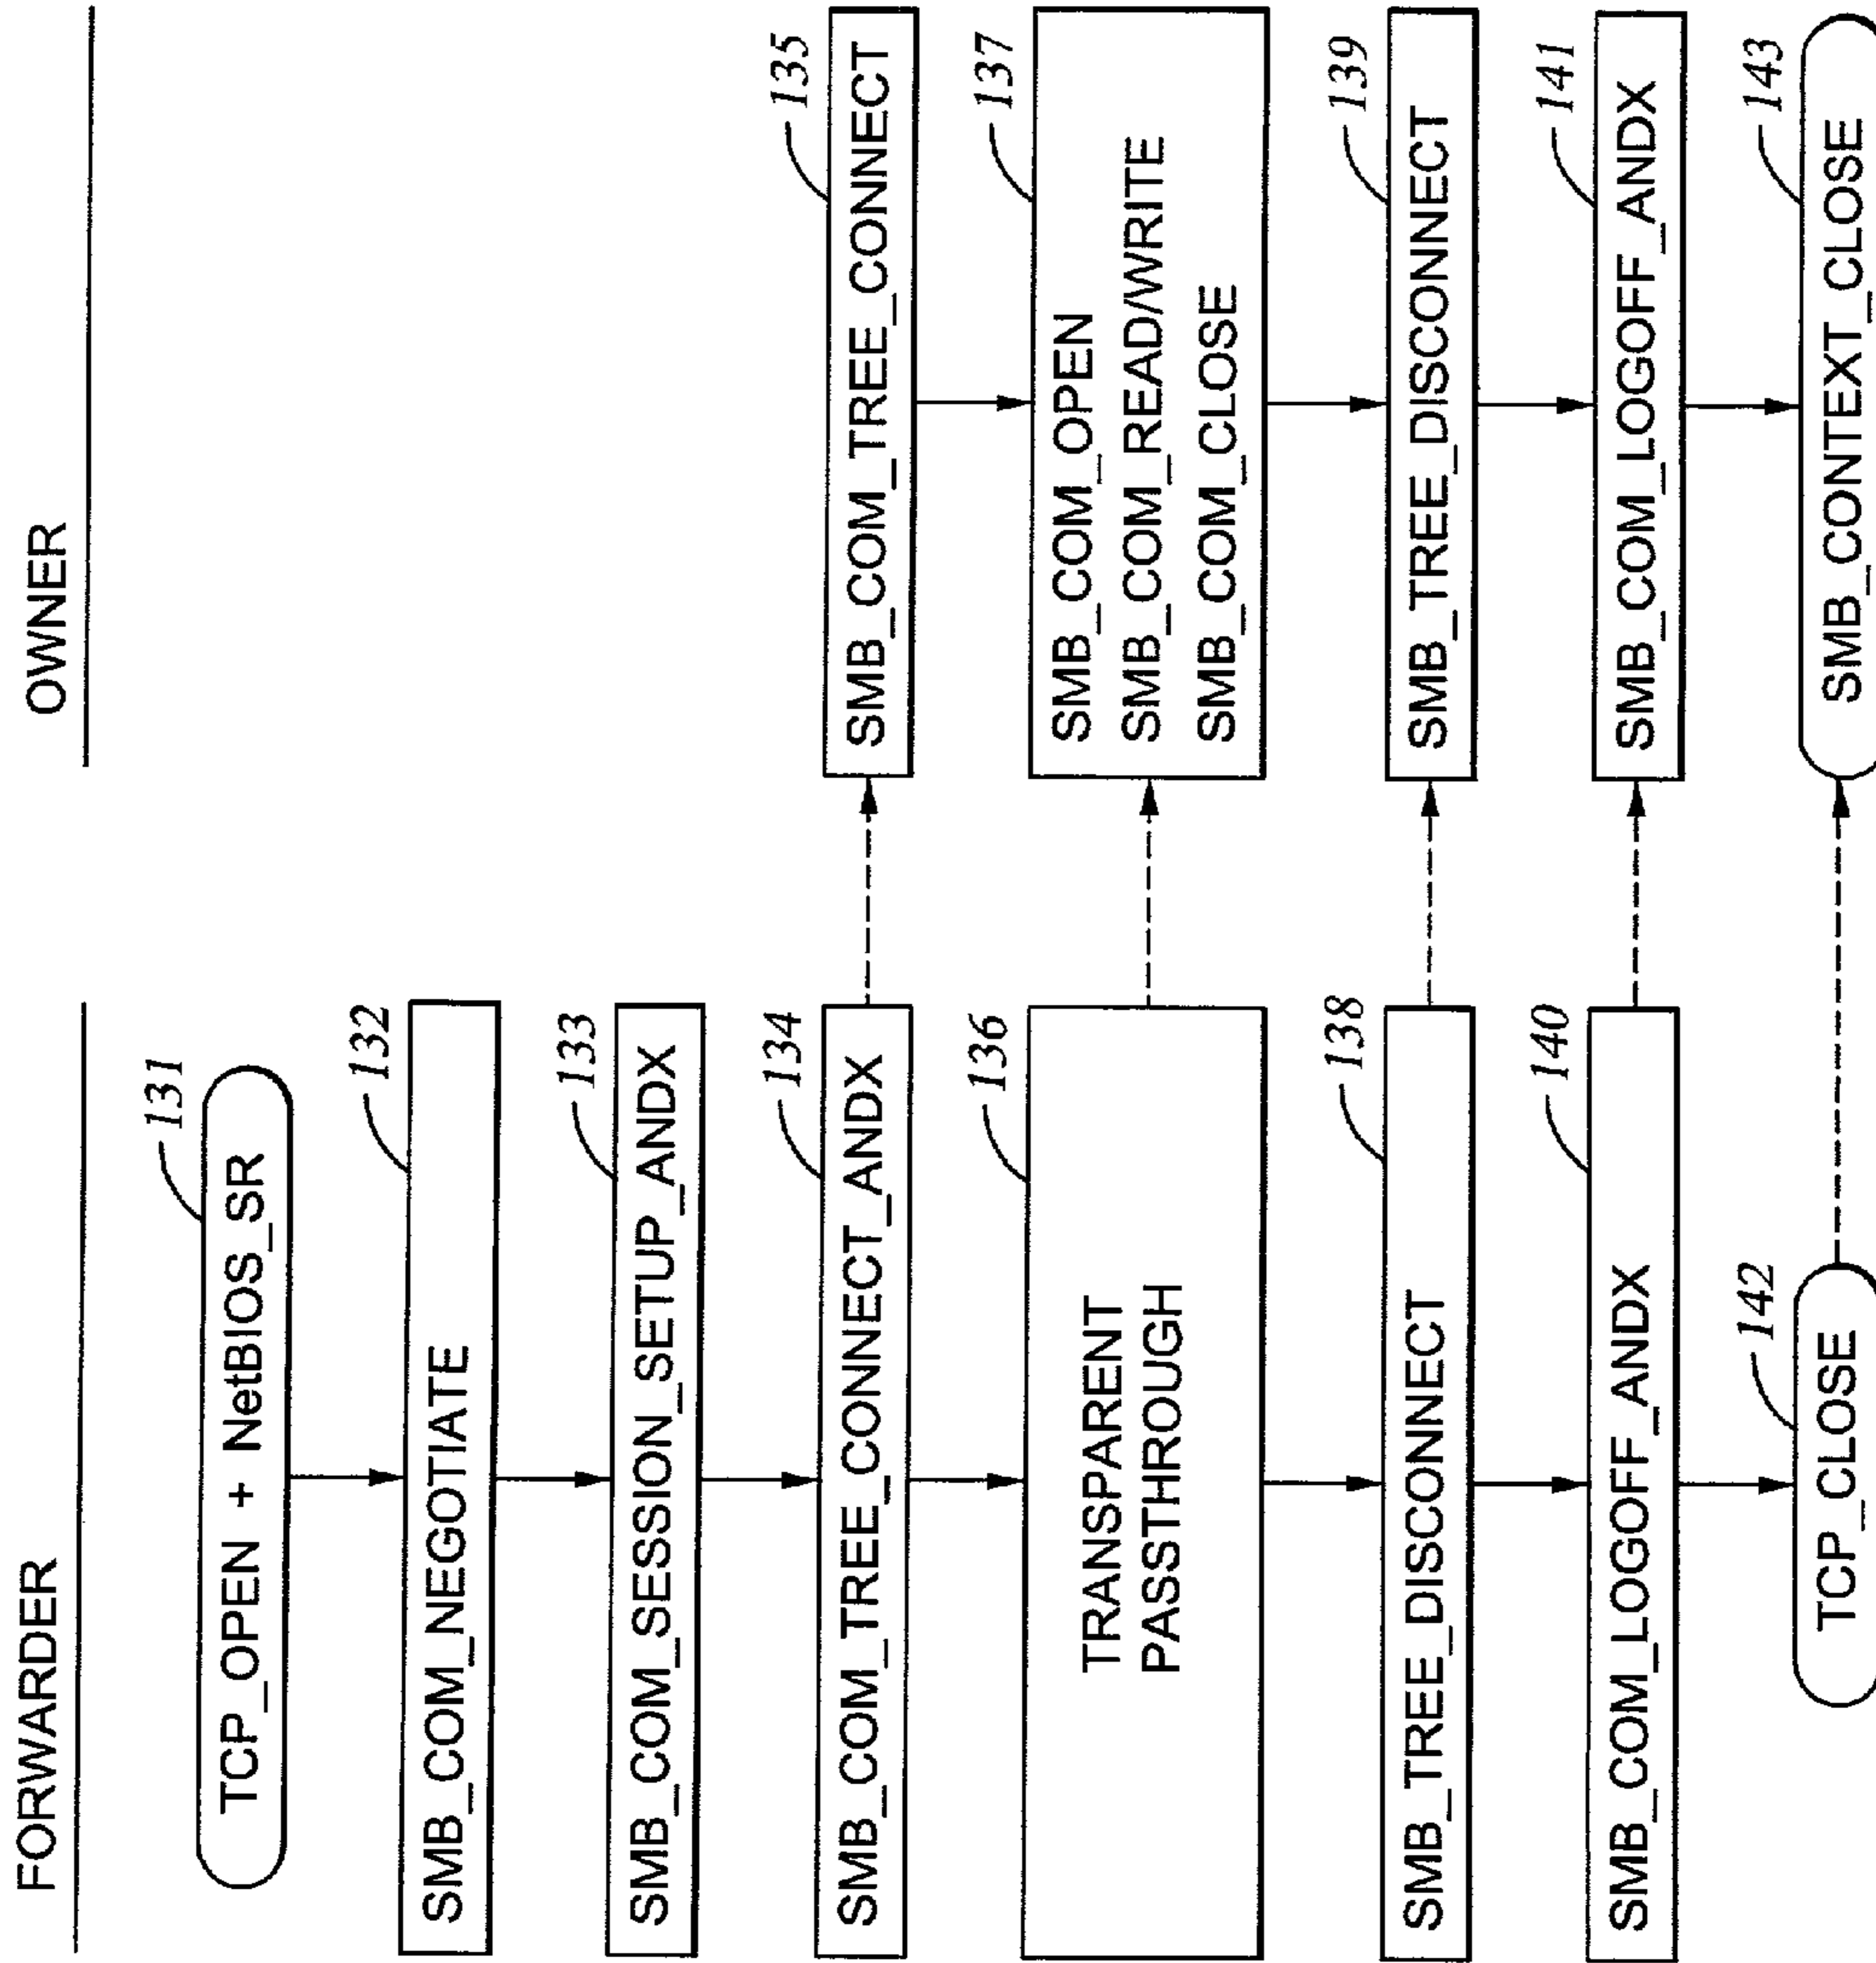 FORWARDER
OWNER
131
TCP_OPEN + NetBIOS_SR
132
SMB_COM_NEGOTIATE
133
SMB_COM_SESSION_SETUP_ANDX
134
SMB_COM_TREE_CONNECT_ANDX
135
SMB_COM_TREE_CONNECT
136
TRANSPARENT
PASSTHROUGH
137
SMB_COM_OPEN
SMB_COM_READ/WRITE
SMB_COM_CLOSE
138
SMB_TREE_DISCONNECT
139
SMB_TREE_DISCONNECT
140
SMB_COM_LOGOFF_ANDX
141
SMB_COM_LOGOFF_ANDX
142
TCP_CLOSE
143
SMB_CONTEXT_CLOSE